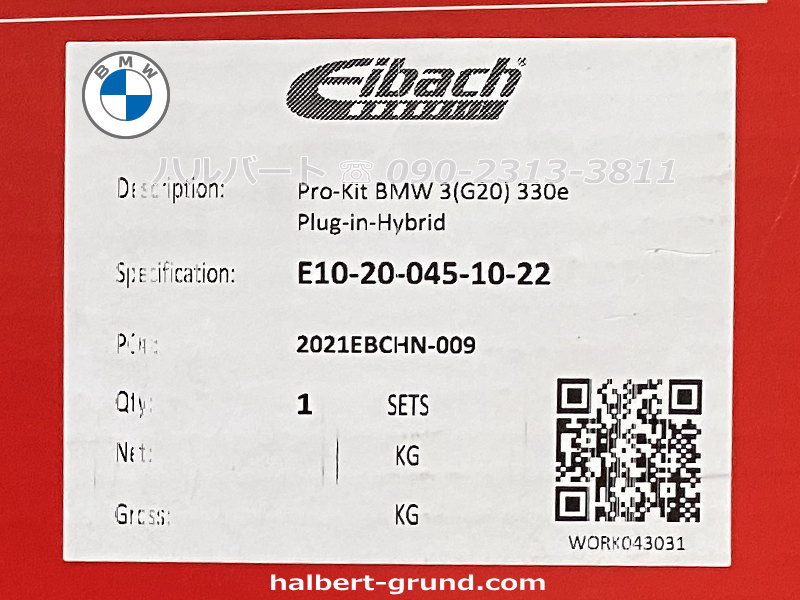 BMW
Eibach®
ハルバート ☎ 090-2313-3811
Description: Pro-Kit BMW 3(G20) 330e
Plug-in-Hybrid
Specification: E10-20-045-10-22
2021EBCHN-009
Qty: 1 SETS
Net: KG
Gross: KG
WORK043031
halbert-grund.com